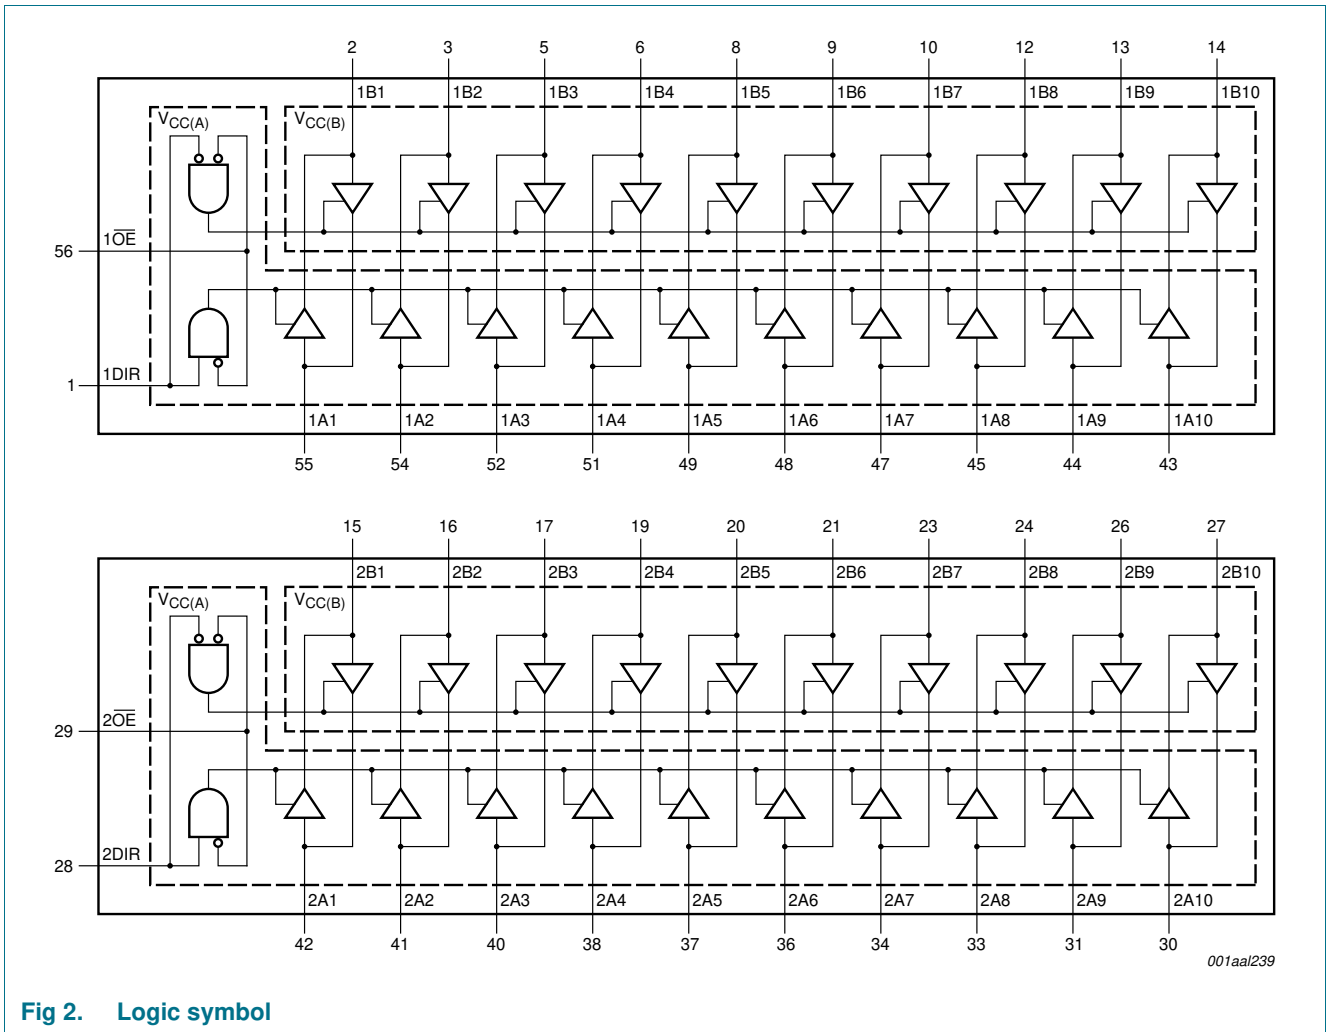 2 3 5 6 8 9 10 12 13 14
1B1 1B2 1B3 1B4 1B5 1B6 1B7 1B8 1B9 1B10
VCC(A) VCC(B)
56 1O̅E̅
1 1DIR
1A1 1A2 1A3 1A4 1A5 1A6 1A7 1A8 1A9 1A10
55 54 52 51 49 48 47 45 44 43
15 16 17 19 20 21 23 24 26 27
2B1 2B2 2B3 2B4 2B5 2B6 2B7 2B8 2B9 2B10
VCC(A) VCC(B)
29 2O̅E̅
28 2DIR
2A1 2A2 2A3 2A4 2A5 2A6 2A7 2A8 2A9 2A10
42 41 40 38 37 36 34 33 31 30
001aal239
Fig 2. Logic symbol